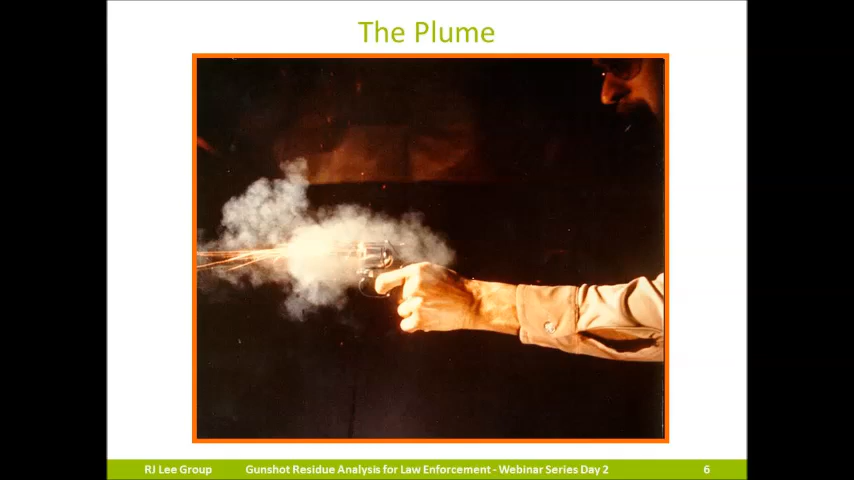 The Plume
RJ Lee Group Gunshot Residue Analysis for Law Enforcement - Webinar Series Day 2 6